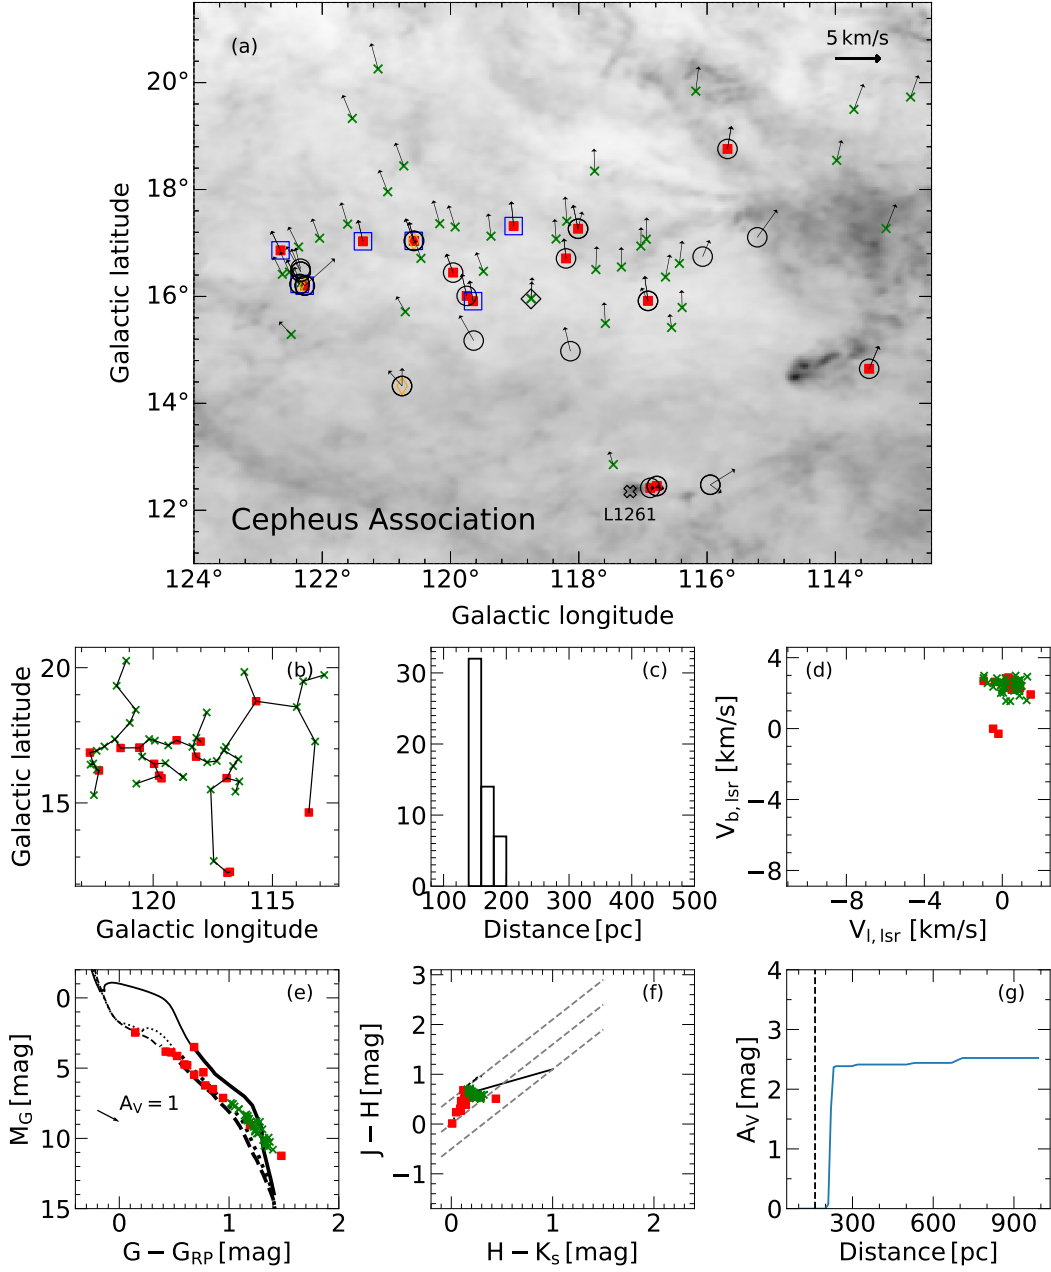 (a)
5 km/s
20°
18°
16°
14°
12°
Galactic latitude
L1261
Cepheus Association
124° 122° 120° 118° 116° 114°
Galactic longitude
(b)
20
15
Galactic latitude
120 115
Galactic longitude
(c)
30
20
10
0
100 200 300 400 500
Distance [pc]
(d)
4
0
−4
−8
V_b, lsr [km/s]
−8 −4 0
V_l, lsr [km/s]
(e)
0
5
10
15
M_G [mag]
A_V = 1
0 1 2
G − G_RP [mag]
(f)
3
2
1
0
−1
J − H [mag]
0 1 2
H − K_s [mag]
(g)
4
3
2
1
0
A_V [mag]
300 600 900
Distance [pc]